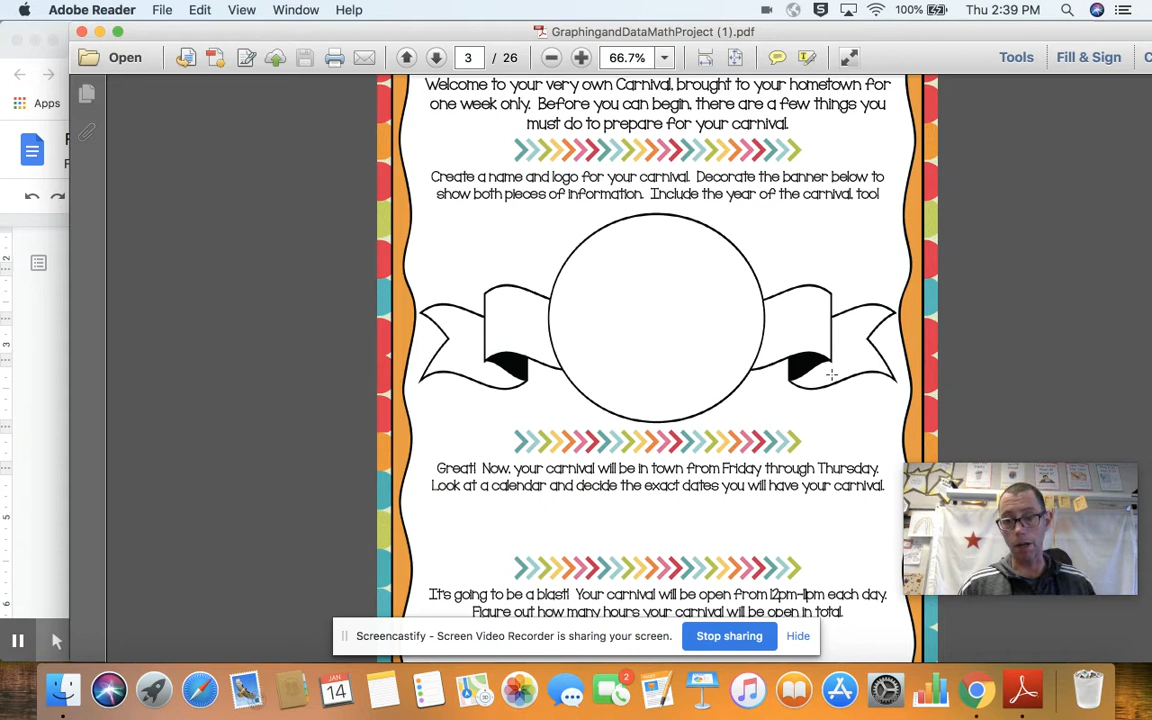 Adobe Reader File Edit View Window Help 100% Thu 2:39 PM
GraphingandDataMathProject (1).pdf
Open 3 / 26 66.7% Tools Fill & Sign
Apps
Welcome to your very own Carnival, brought to your hometown for
one week only. Before you can begin, there are a few things you
must do to prepare for your carnival.
Create a name and logo for your carnival. Decorate the banner below to
show both pieces of information. Include the year of the carnival, too!
Great! Now, your carnival will be in town from Friday through Thursday.
Look at a calendar and decide the exact dates you will have your carnival.
It's going to be a blast! Your carnival will be open from 12pm-11pm each day.
Figure out how many hours your carnival will be open in total.
Screencastify - Screen Video Recorder is sharing your screen. Stop sharing Hide
2
3
4
5
6
JAN
14
2